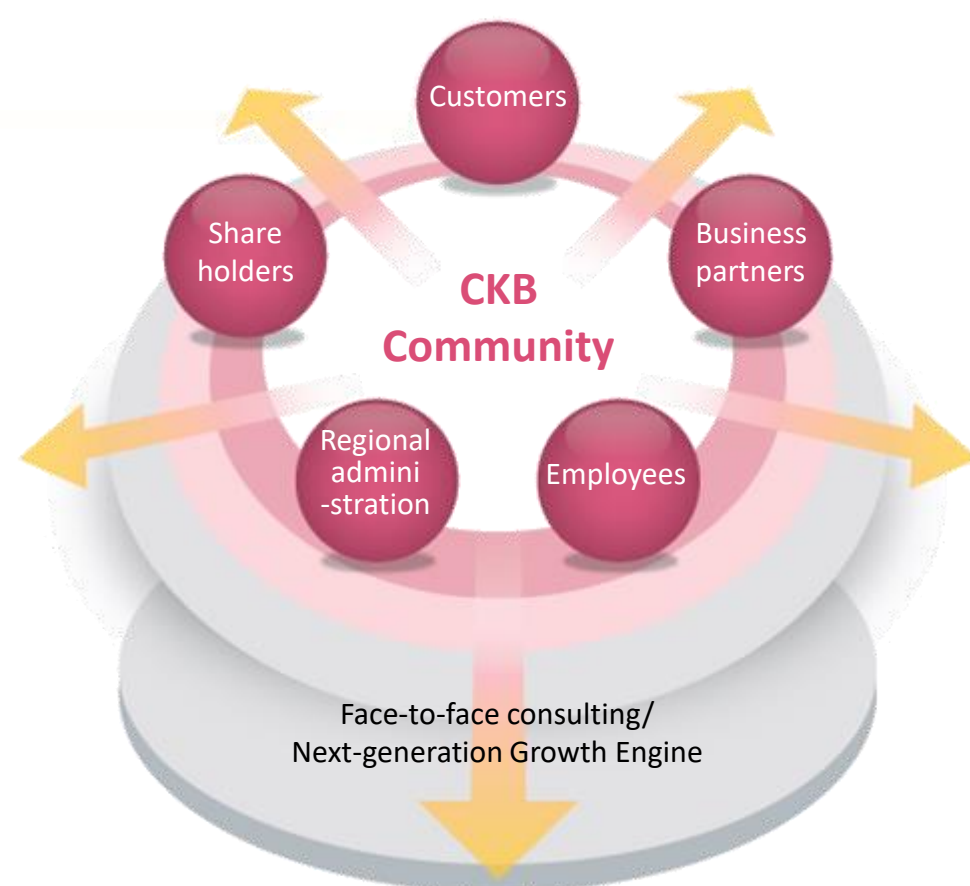 Customers
Share
holders
Business
partners
CKB
Community
Regional
admini
-stration
Employees
Face-to-face consulting/
Next-generation Growth Engine